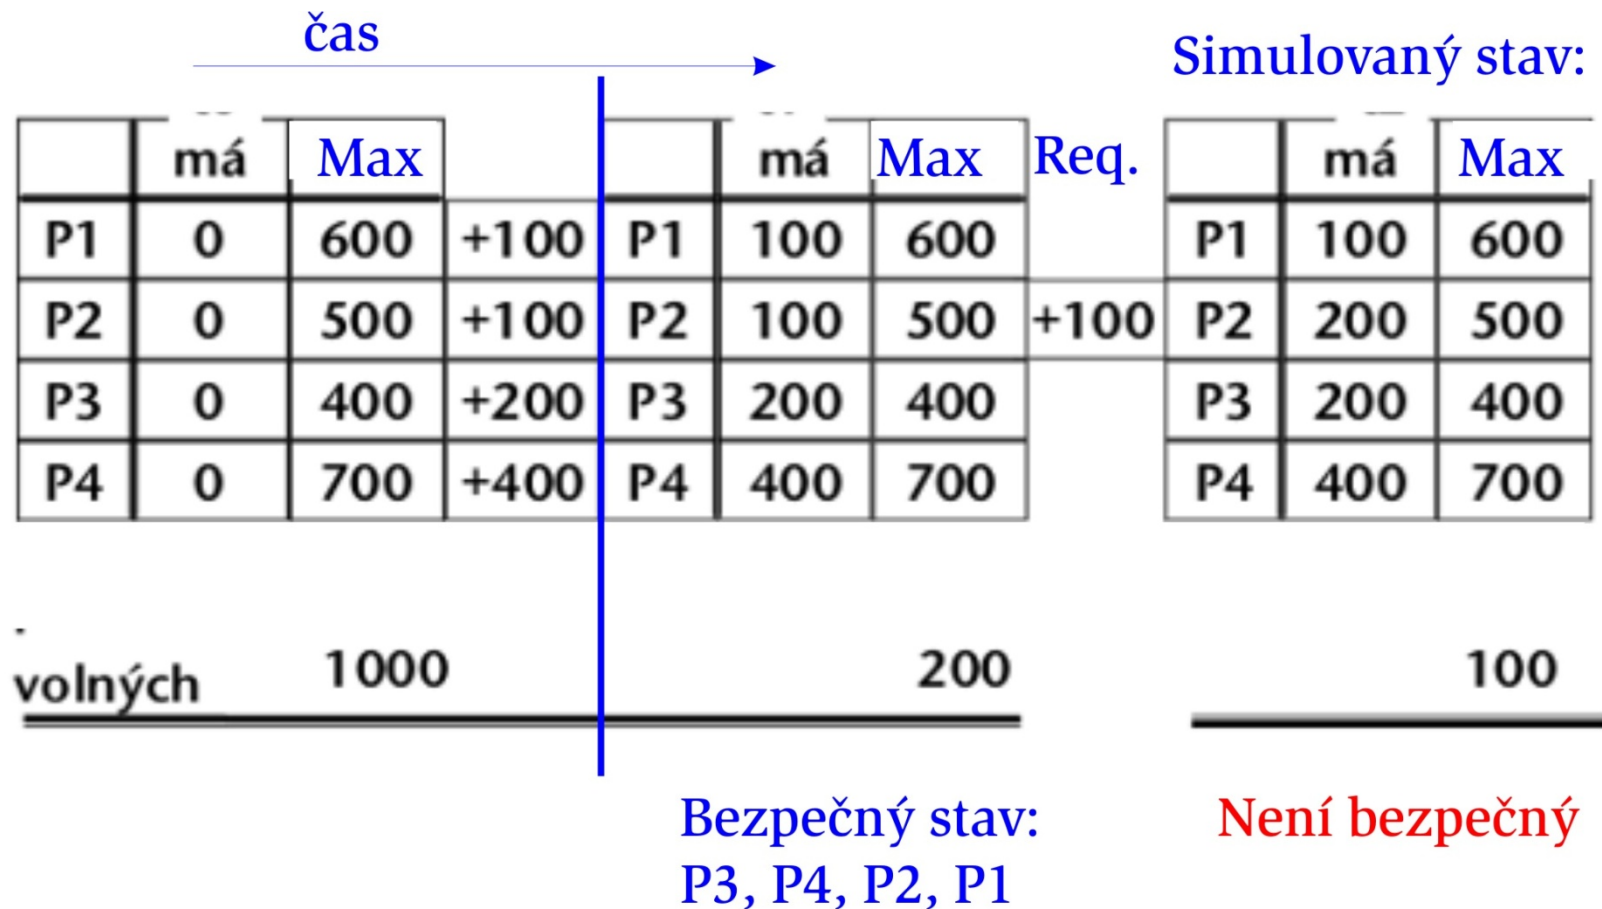 čas
Simulovaný stav:
má Max má Max Req. má Max
P1 0 600 +100 P1 100 600 P1 100 600
P2 0 500 +100 P2 100 500 +100 P2 200 500
P3 0 400 +200 P3 200 400 P3 200 400
P4 0 700 +400 P4 400 700 P4 400 700
volných 1000 200 100
Bezpečný stav: Není bezpečný
P3, P4, P2, P1